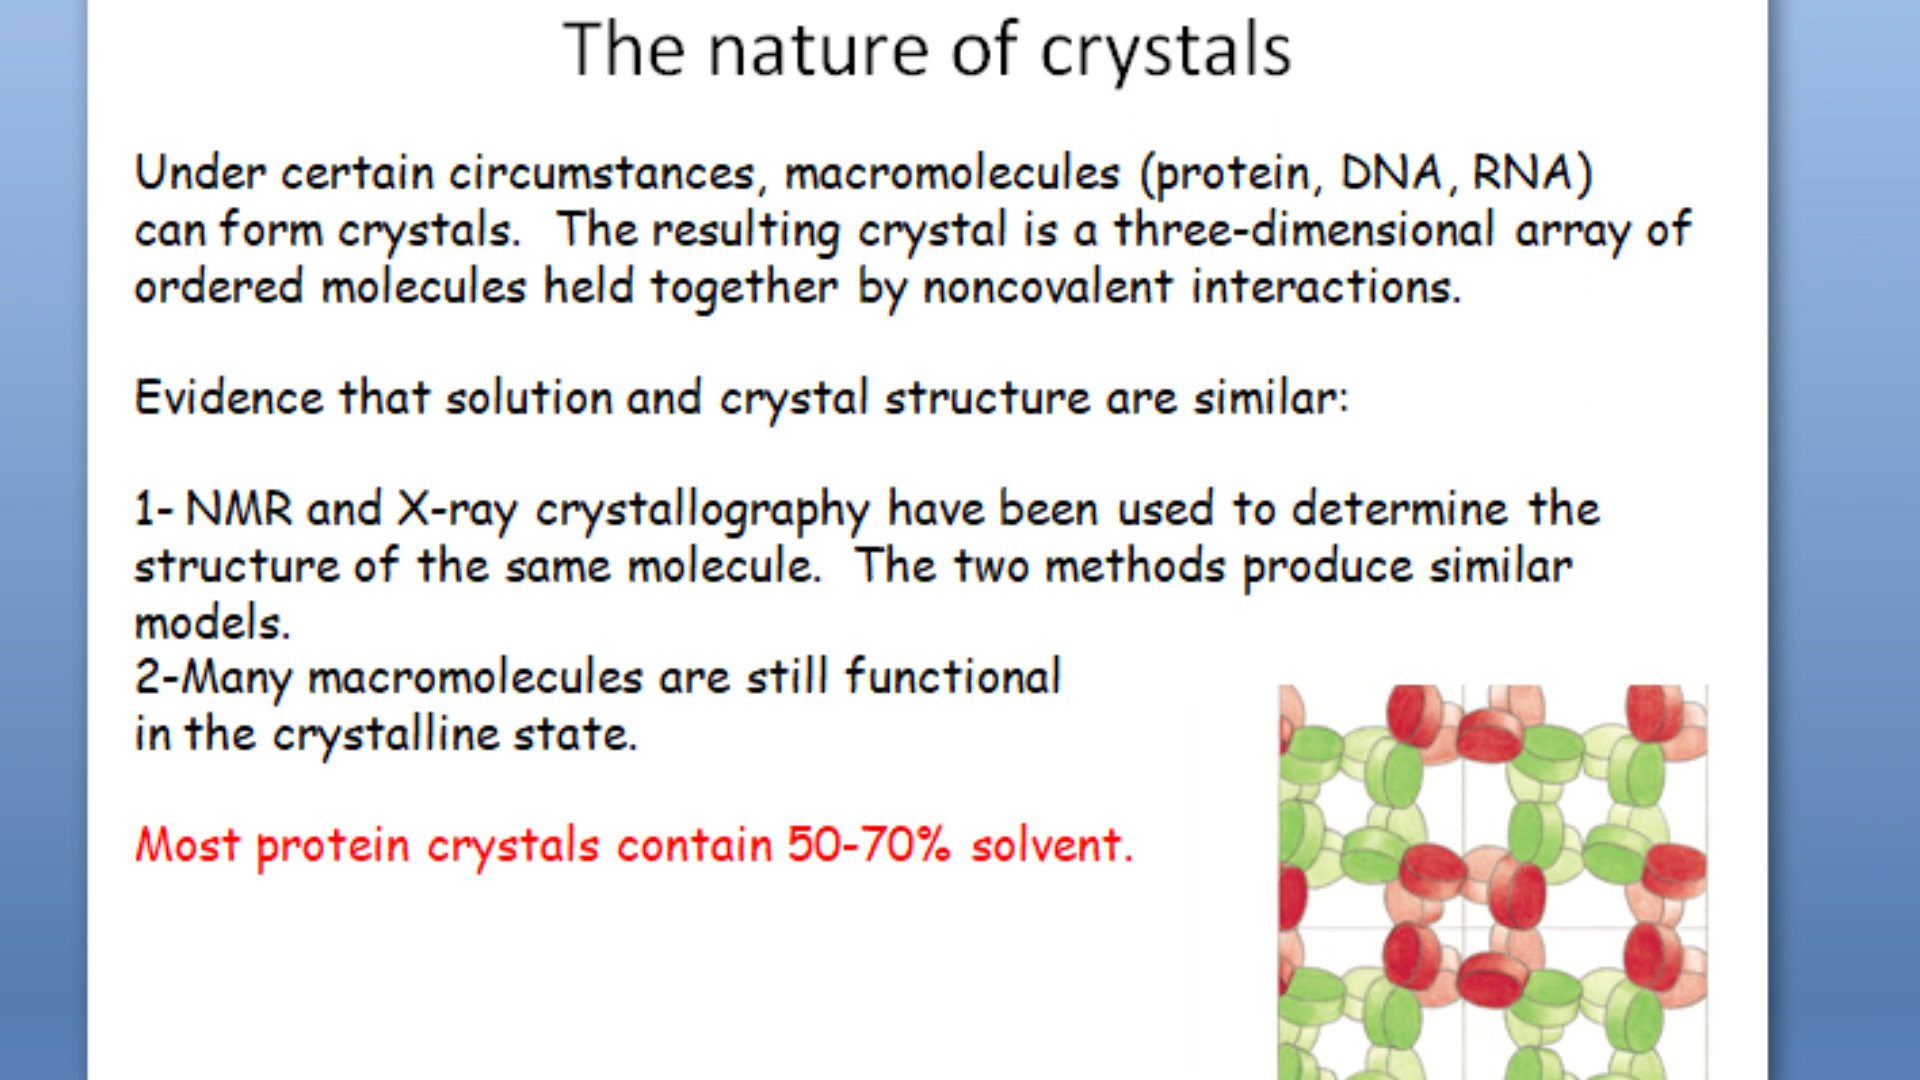 The nature of crystals
Under certain circumstances, macromolecules (protein, DNA, RNA)
can form crystals. The resulting crystal is a three-dimensional array of
ordered molecules held together by noncovalent interactions.
Evidence that solution and crystal structure are similar:
1- NMR and X-ray crystallography have been used to determine the
structure of the same molecule. The two methods produce similar
models.
2-Many macromolecules are still functional
in the crystalline state.
Most protein crystals contain 50-70% solvent.